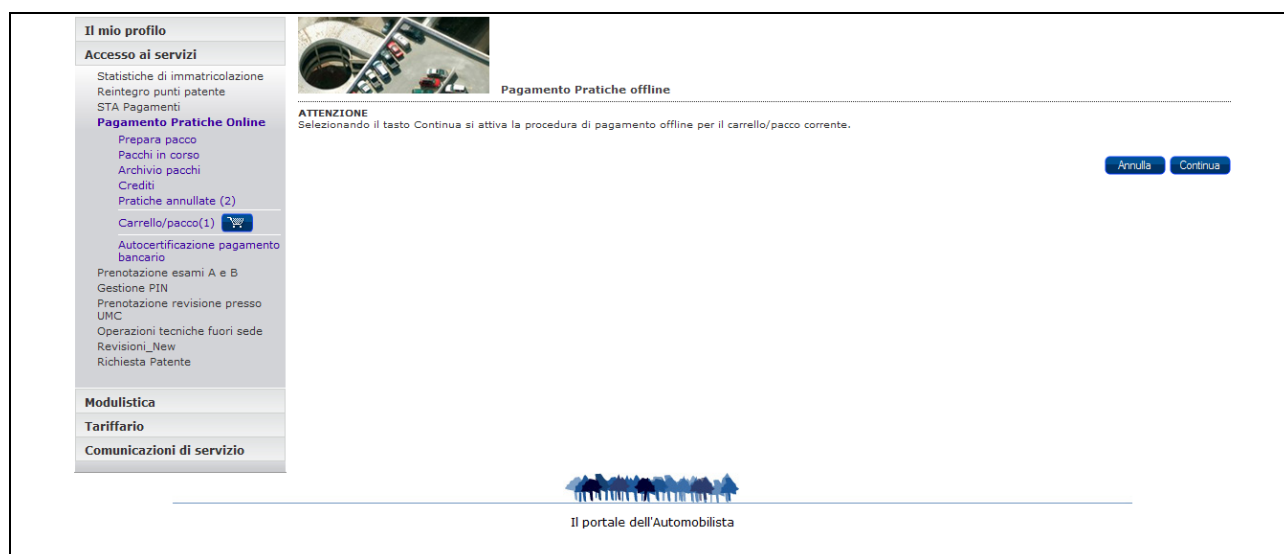 Il mio profilo
Accesso ai servizi
Statistiche di immatricolazione
Reintegro punti patente
STA Pagamenti
Pagamento Pratiche Online
Prepara pacco
Pacchi in corso
Archivio pacchi
Crediti
Pratiche annullate (2)
Carrello/pacco(1)
Autocertificazione pagamento
bancario
Prenotazione esami A e B
Gestione PIN
Prenotazione revisione presso
UMC
Operazioni tecniche fuori sede
Revisioni_New
Richiesta Patente
Modulistica
Tariffario
Comunicazioni di servizio
Pagamento Pratiche offline
ATTENZIONE
Selezionando il tasto Continua si attiva la procedura di pagamento offline per il carrello/pacco corrente.
Annulla Continua
Il portale dell'Automobilista